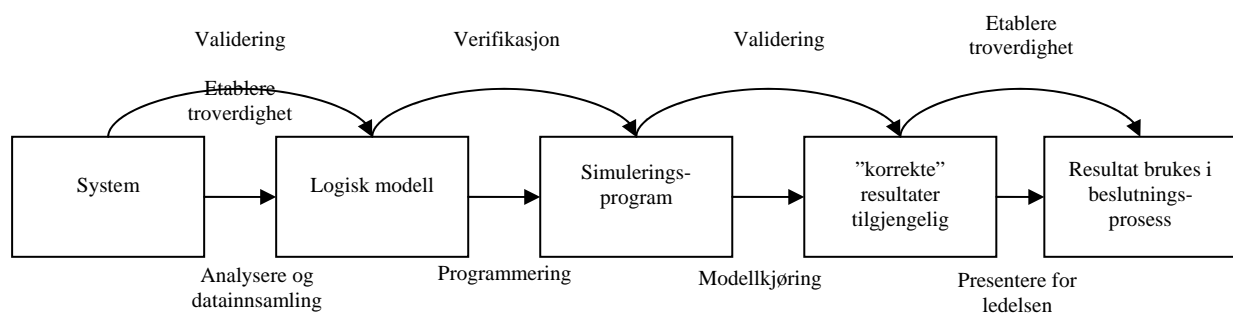 Validering
Etablere
troverdighet
Verifikasjon
Validering
Etablere
troverdighet
System
Logisk modell
Simulerings-
program
”korrekte”
resultater
tilgjengelig
Resultat brukes i
beslutnings-
prosess
Analysere og
datainnsamling
Programmering
Modellkjøring
Presentere for
ledelsen